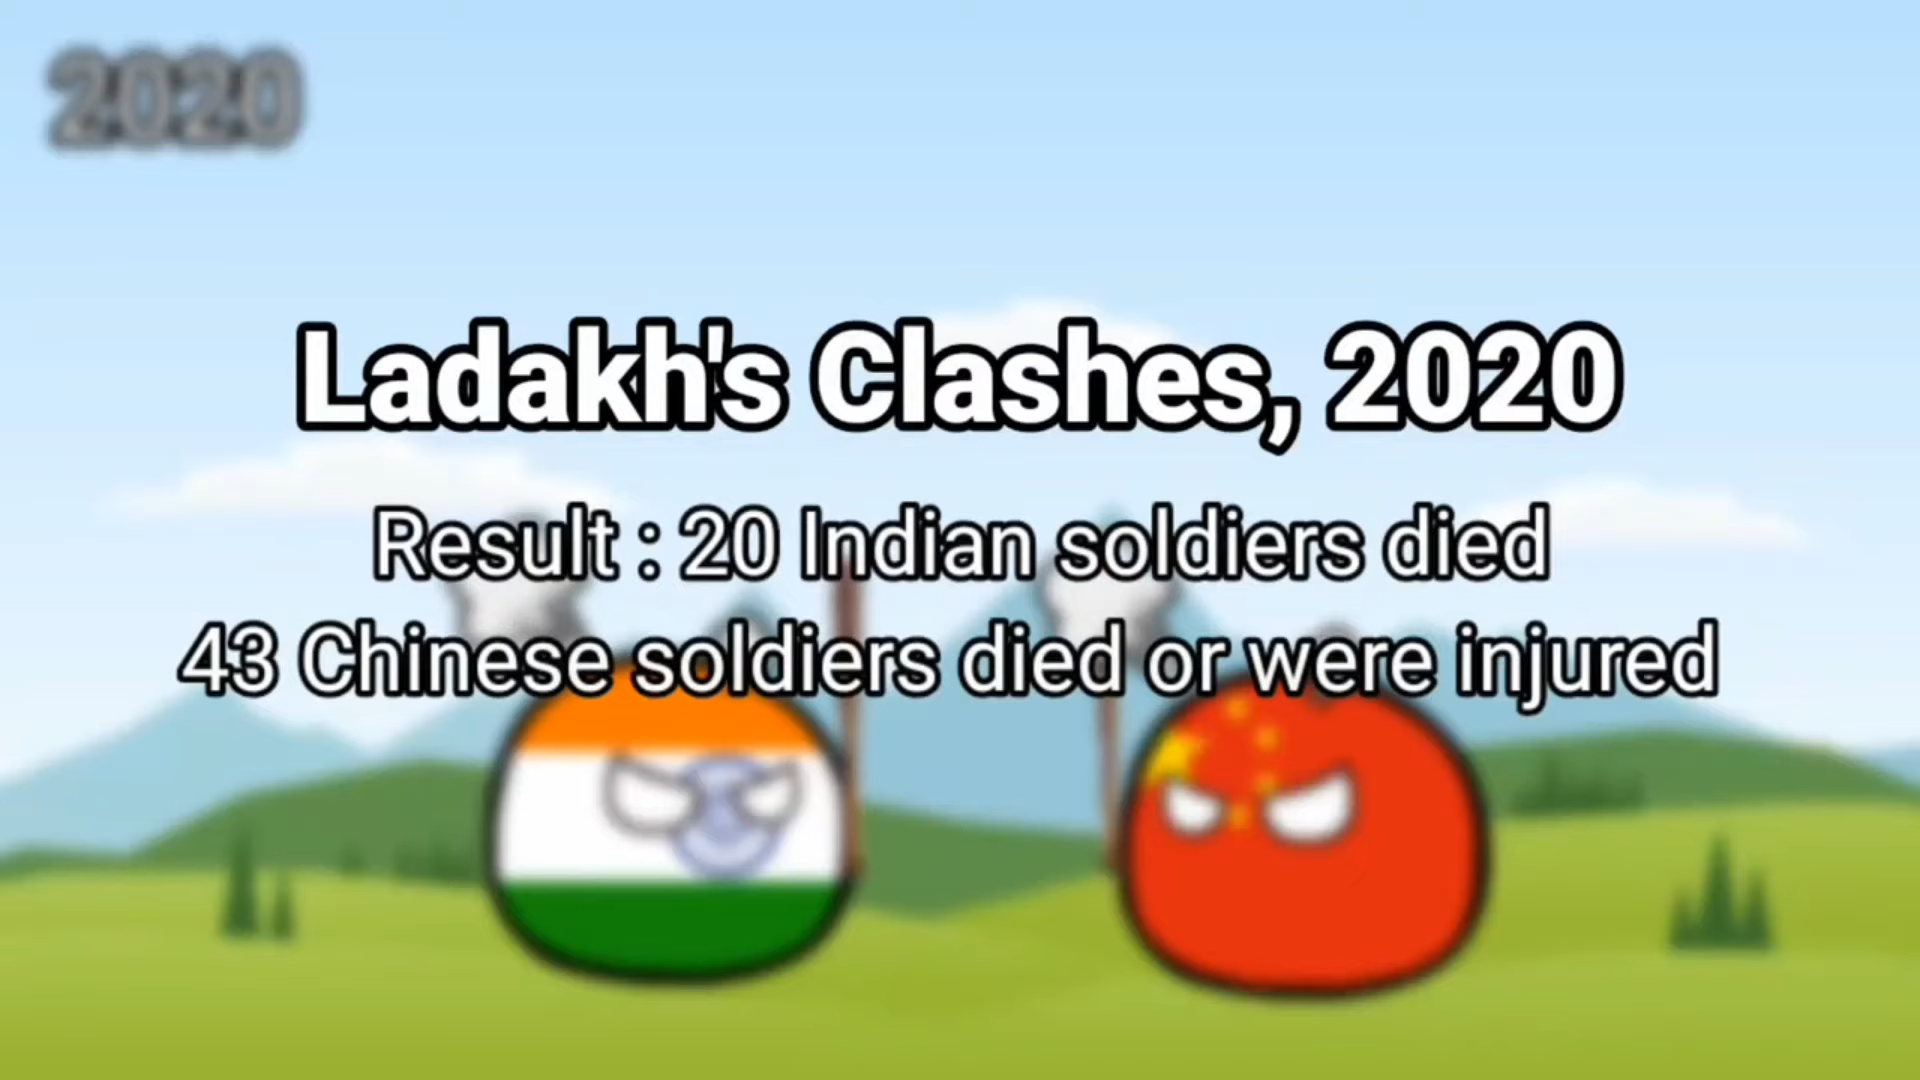 2020
Ladakh's Clashes, 2020
Result : 20 Indian soldiers died
43 Chinese soldiers died or were injured